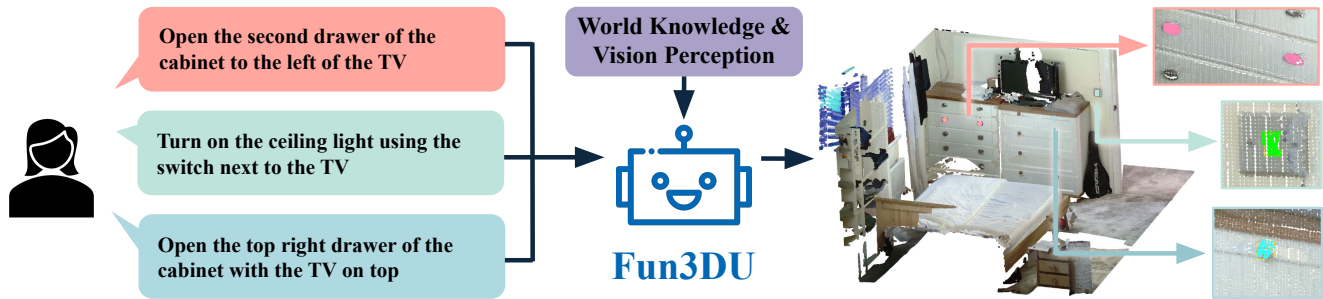 Open the second drawer of the
cabinet to the left of the TV
Turn on the ceiling light using the
switch next to the TV
Open the top right drawer of the
cabinet with the TV on top
World Knowledge &
Vision Perception
Fun3DU